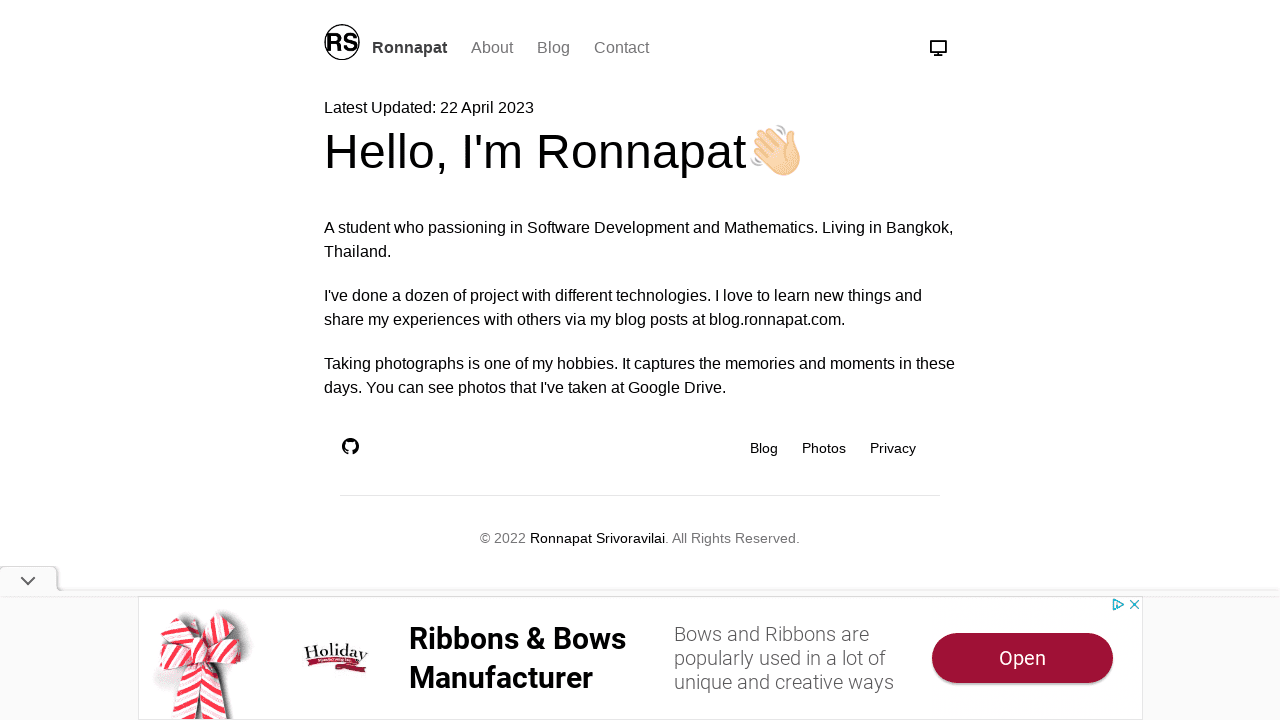 RS Ronnapat About Blog Contact
Latest Updated: 22 April 2023
Hello, I'm Ronnapat👋🏻
A student who passioning in Software Development and Mathematics. Living in Bangkok,
Thailand.
I've done a dozen of project with different technologies. I love to learn new things and
share my experiences with others via my blog posts at blog.ronnapat.com.
Taking photographs is one of my hobbies. It captures the memories and moments in these
days. You can see photos that I've taken at Google Drive.
Blog Photos Privacy
© 2022 Ronnapat Srivoravilai. All Rights Reserved.
Holiday
Ribbons & Bows
Manufacturer
Bows and Ribbons are
popularly used in a lot of
unique and creative ways
Open